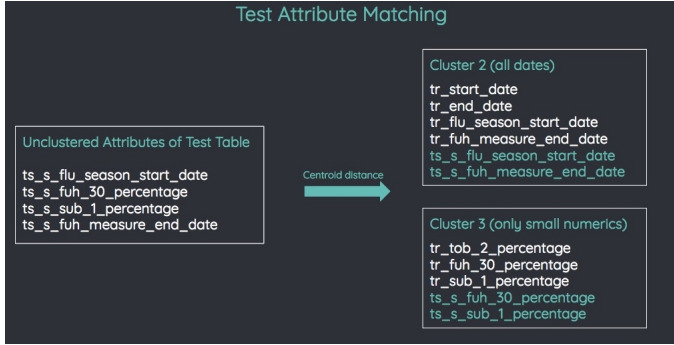 Test Attribute Matching
Unclustered Attributes of Test Table
ts_s_flu_season_start_date
ts_s_fuh_30_percentage
ts_s_sub_1_percentage
ts_s_fuh_measure_end_date
Centroid distance
Cluster 2 (all dates)
tr_start_date
tr_end_date
tr_flu_season_start_date
tr_fuh_measure_end_date
ts_s_flu_season_start_date
ts_s_fuh_measure_end_date
Cluster 3 (only small numerics)
tr_tob_2_percentage
tr_fuh_30_percentage
tr_sub_1_percentage
ts_s_fuh_30_percentage
ts_s_sub_1_percentage